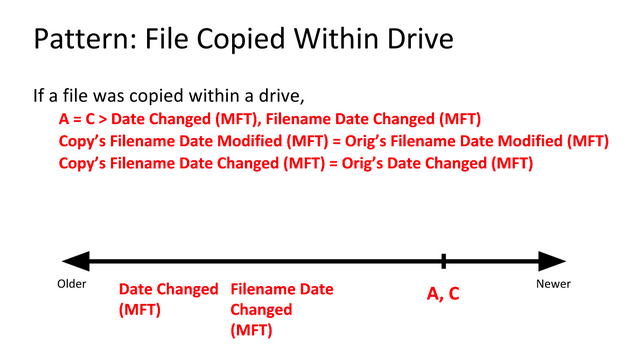 Pattern: File Copied Within Drive
If a file was copied within a drive,
A = C > Date Changed (MFT), Filename Date Changed (MFT)
Copy’s Filename Date Modified (MFT) = Orig’s Filename Date Modified (MFT)
Copy’s Filename Date Changed (MFT) = Orig’s Date Changed (MFT)
Older
Newer
Date Changed
(MFT)
Filename Date
Changed
(MFT)
A, C